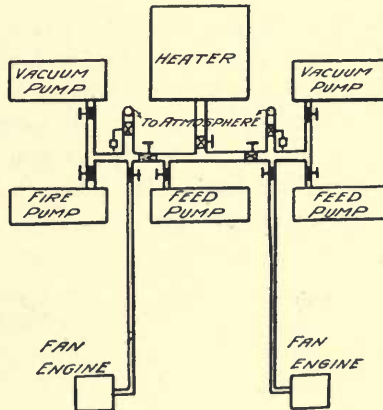 HEATER
VACUUM
PUMP
VACUUM
PUMP
TO ATMOSPHERE
FIRE
PUMP
FEED
PUMP
FEED
PUMP
FAN
ENGINE
FAN
ENGINE